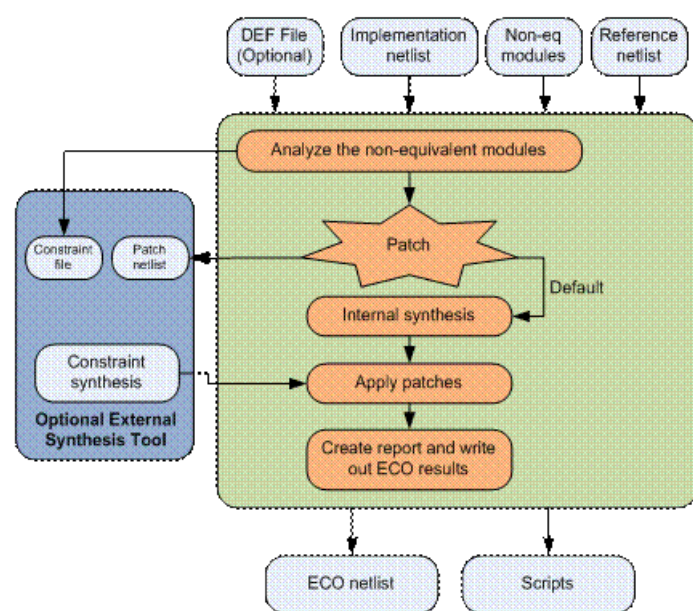 DEF File
(Optional)
Implementation
netlist
Non-eq
modules
Reference
netlist
Analyze the non-equivalent modules
Patch
Constraint
file
Patch
netlist
Default
Internal synthesis
Constraint
synthesis
Apply patches
Optional External
Synthesis Tool
Create report and write
out ECO results
ECO netlist
Scripts